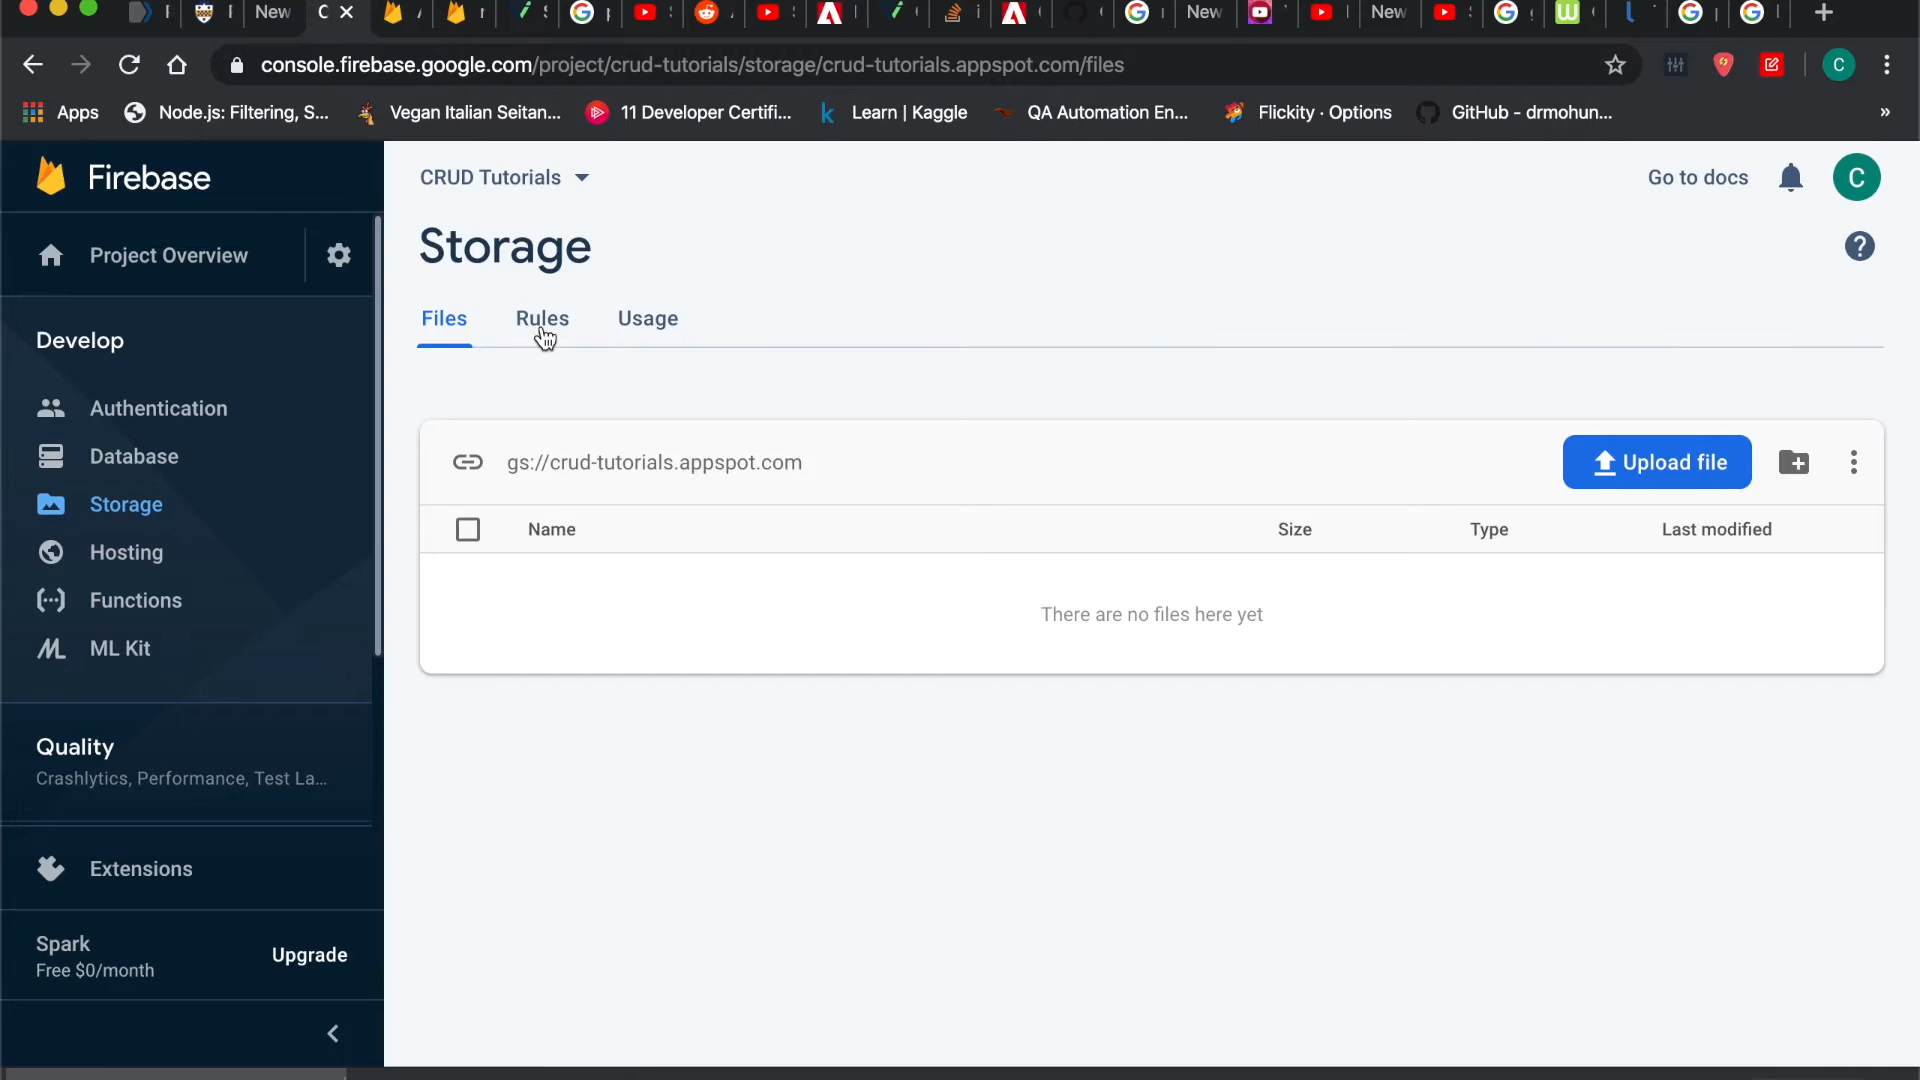 New
New
New
console.firebase.google.com/project/crud-tutorials/storage/crud-tutorials.appspot.com/files
C
Apps
Node.js: Filtering, S...
Vegan Italian Seitan...
11 Developer Certifi...
Learn | Kaggle
QA Automation En...
Flickity · Options
GitHub - drmohun...
»
Firebase
CRUD Tutorials
Go to docs
C
Project Overview
Storage
Files
Rules
Usage
Develop
Authentication
Database
Storage
Hosting
Functions
ML Kit
gs://crud-tutorials.appspot.com
Upload file
Name
Size
Type
Last modified
There are no files here yet
Quality
Crashlytics, Performance, Test La...
Extensions
Spark
Free $0/month
Upgrade